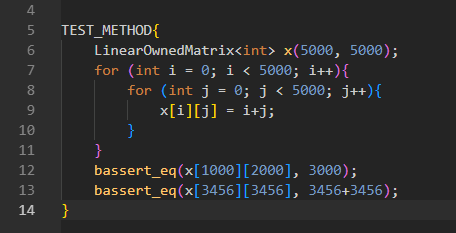 4
5 TEST_METHOD{
6     LinearOwnedMatrix<int> x(5000, 5000);
7     for (int i = 0; i < 5000; i++){
8         for (int j = 0; j < 5000; j++){
9             x[i][j] = i+j;
10         }
11     }
12     bassert_eq(x[1000][2000], 3000);
13     bassert_eq(x[3456][3456], 3456+3456);
14 }